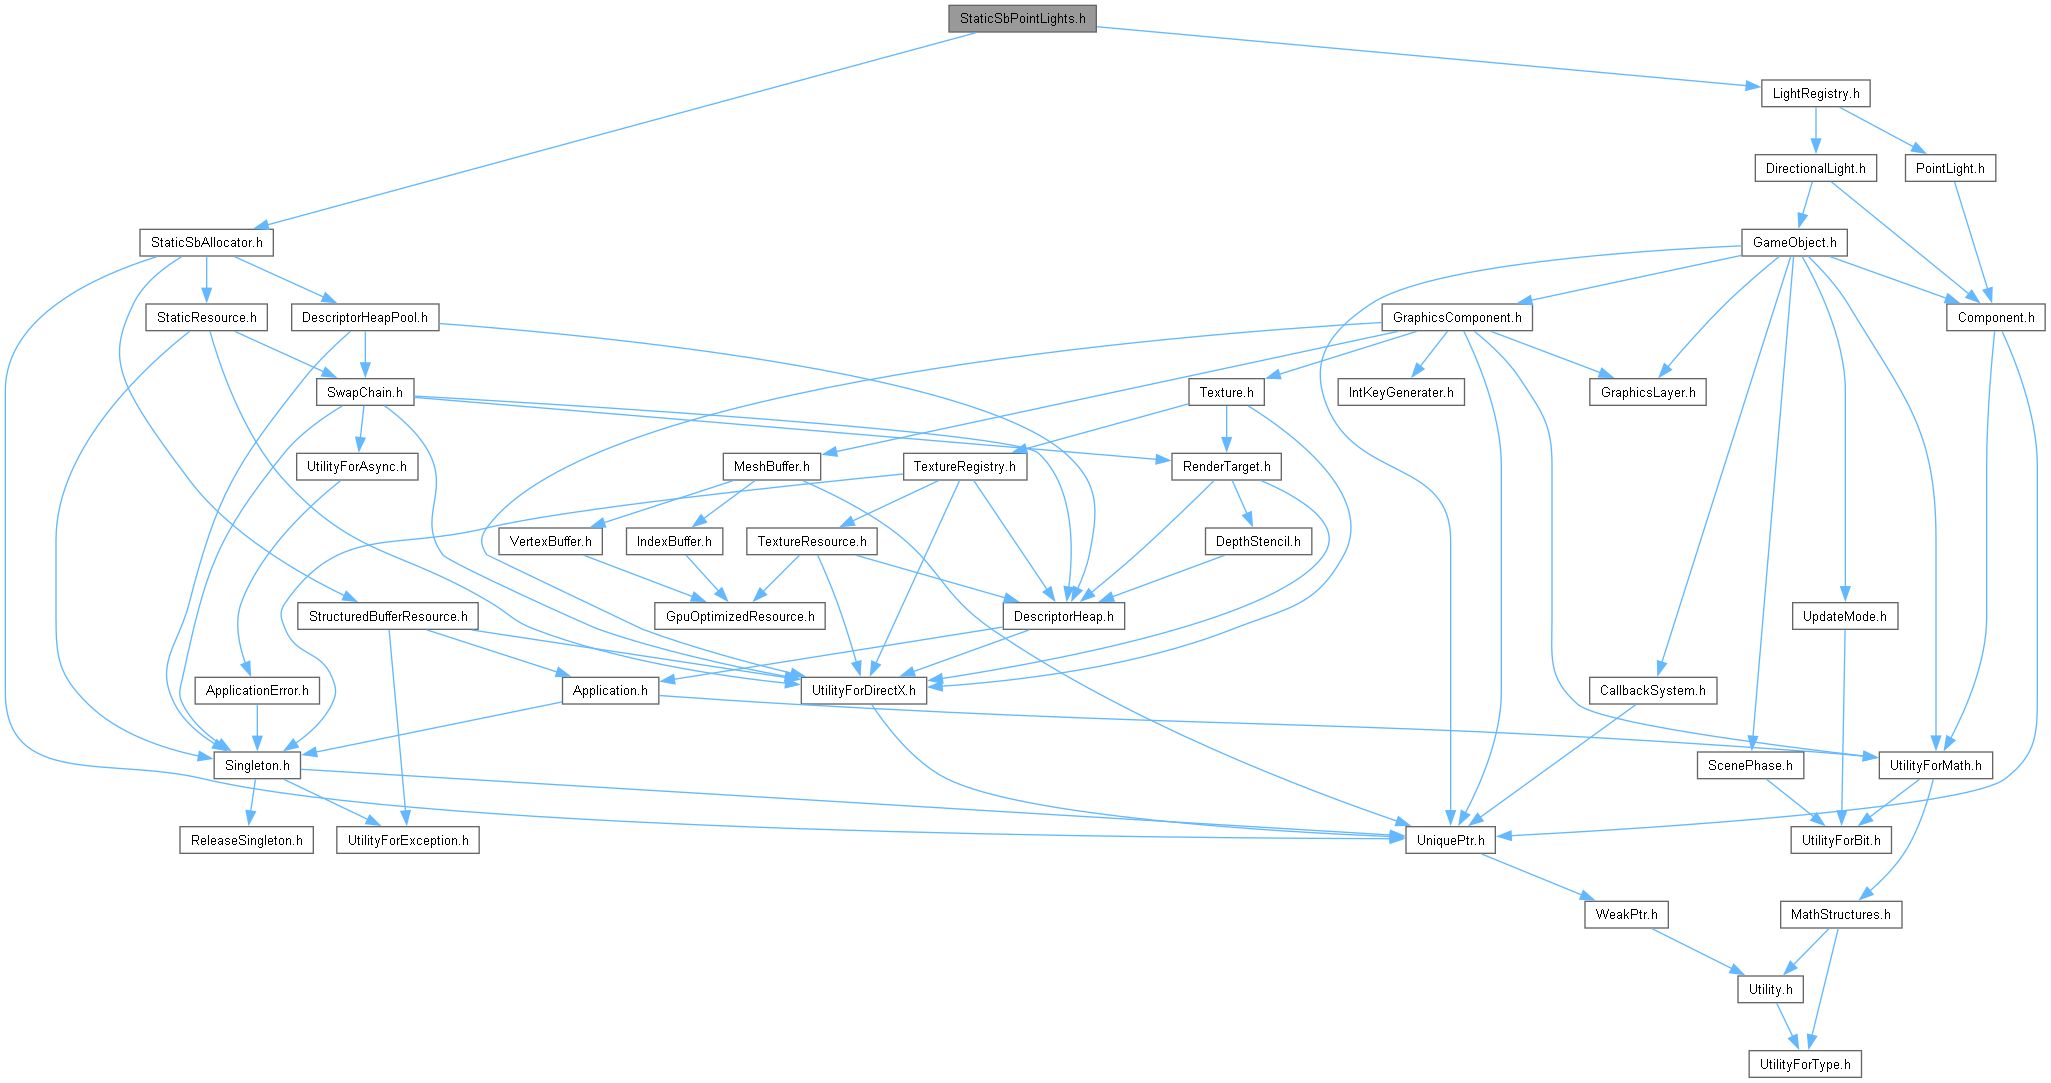 StaticSbPointLights.h
LightRegistry.h
DirectionalLight.h
PointLight.h
StaticSbAllocator.h
GameObject.h
StaticResource.h
DescriptorHeapPool.h
GraphicsComponent.h
Component.h
SwapChain.h
Texture.h
IntKeyGenerater.h
GraphicsLayer.h
UtilityForAsync.h
MeshBuffer.h
TextureRegistry.h
RenderTarget.h
VertexBuffer.h
IndexBuffer.h
TextureResource.h
DepthStencil.h
StructuredBufferResource.h
GpuOptimizedResource.h
DescriptorHeap.h
UpdateMode.h
ApplicationError.h
Application.h
UtilityForDirectX.h
CallbackSystem.h
Singleton.h
ScenePhase.h
UtilityForMath.h
ReleaseSingleton.h
UtilityForException.h
UniquePtr.h
UtilityForBit.h
WeakPtr.h
MathStructures.h
Utility.h
UtilityForType.h